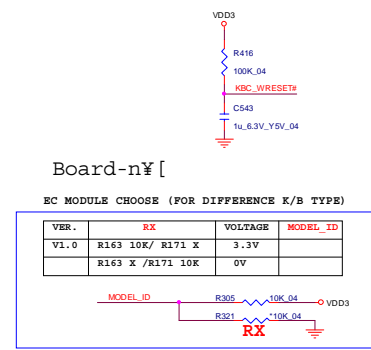 VDD3
R416
100K_04
KBC_WRESET#
C543
1u_6.3V_Y5V_04
Board-n¥[
EC MODULE CHOOSE (FOR DIFFERENCE K/B TYPE)
VER. RX VOLTAGE MODEL_ID
V1.0 R163 10K/ R171 X 3.3V
R163 X /R171 10K 0V
MODEL_ID R305 10K_04 VDD3
R321 *10K_04
RX